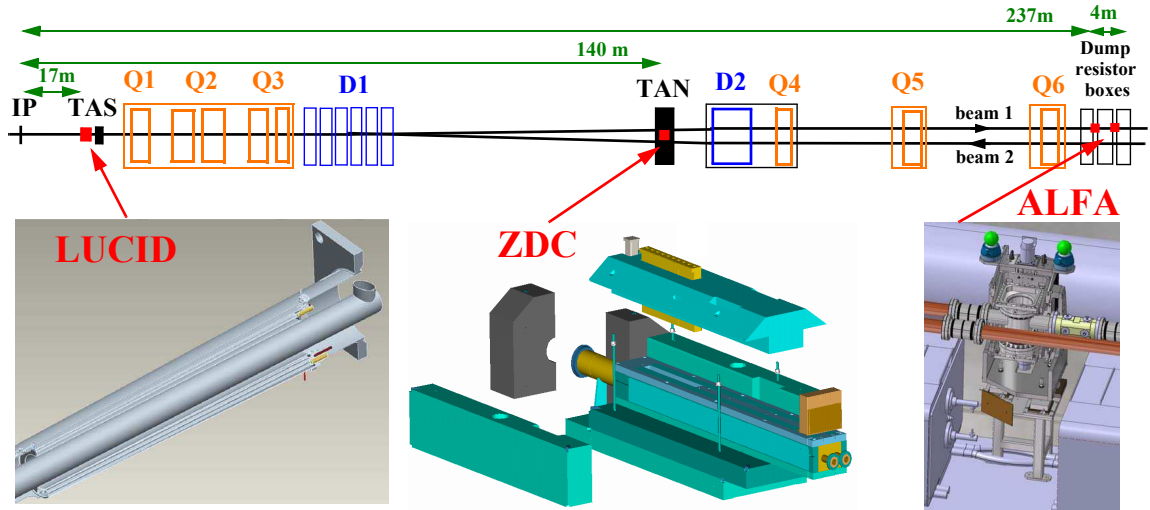 237m
4m
140 m
17m
Dump
resistor
boxes
IP
TAS
Q1
Q2
Q3
D1
TAN
D2
Q4
Q5
Q6
beam 1
beam 2
LUCID
ZDC
ALFA